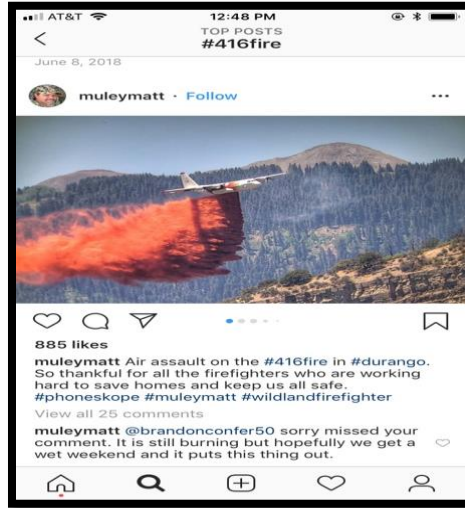 AT&T 12:48 PM
TOP POSTS
#416fire
June 8, 2018
muleymatt · Follow
885 likes
muleymatt Air assault on the #416fire in #durango.
So thankful for all the firefighters who are working
hard to save homes and keep us all safe.
#phoneskope #muleymatt #wildlandfirefighter
View all 25 comments
muleymatt @brandonconfer50 sorry missed your
comment. It is still burning but hopefully we get a
wet weekend and it puts this thing out.